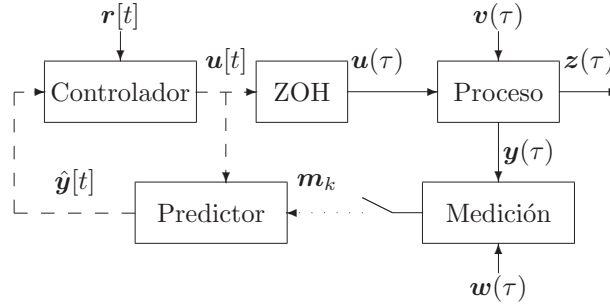 r[t]
v(τ)
Controlador
u[t]
ZOH
u(τ)
Proceso
z(τ)
y(τ)
ŷ[t]
Predictor
m_k
Medición
w(τ)